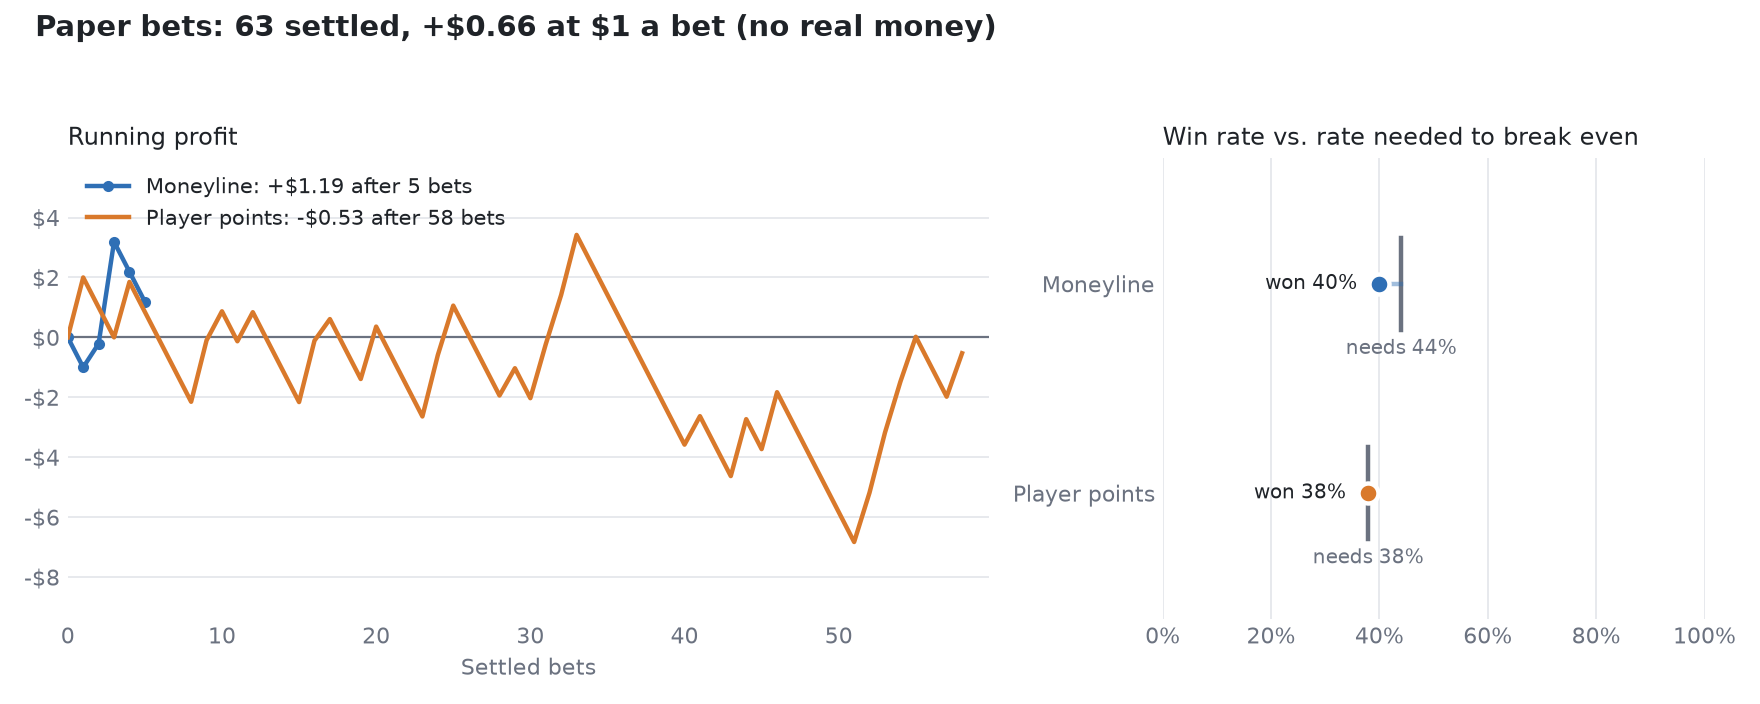 Paper bets: 63 settled, +$0.66 at $1 a bet (no real money)
Running profit
Moneyline: +$1.19 after 5 bets
Player points: -$0.53 after 58 bets
$4
$2
$0
-$2
-$4
-$6
-$8
0
10
20
30
40
50
Settled bets
Win rate vs. rate needed to break even
Moneyline
won 40%
needs 44%
Player points
won 38%
needs 38%
0%
20%
40%
60%
80%
100%